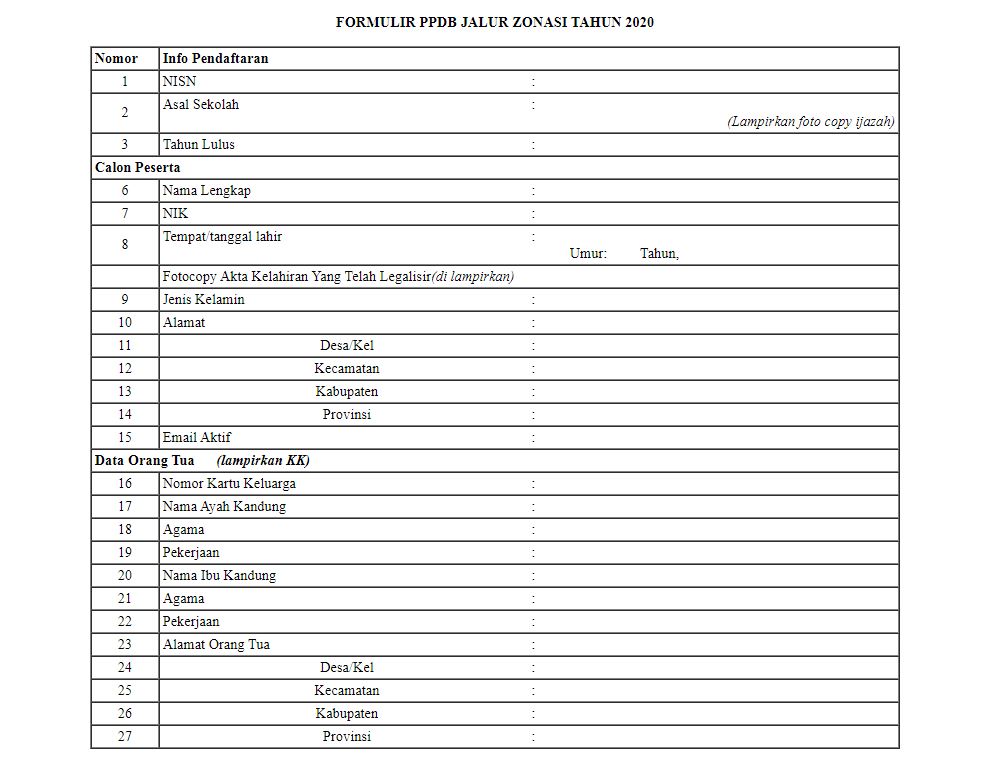 FORMULIR PPDB JALUR ZONASI TAHUN 2020
Nomor Info Pendaftaran
1 NISN :
2 Asal Sekolah :
(Lampirkan foto copy ijazah)
3 Tahun Lulus :
Calon Peserta
6 Nama Lengkap :
7 NIK :
8 Tempat/tanggal lahir :
Umur: Tahun,
Fotocopy Akta Kelahiran Yang Telah Legalisir(di lampirkan)
9 Jenis Kelamin :
10 Alamat :
11 Desa/Kel :
12 Kecamatan :
13 Kabupaten :
14 Provinsi :
15 Email Aktif :
Data Orang Tua (lampirkan KK)
16 Nomor Kartu Keluarga :
17 Nama Ayah Kandung :
18 Agama :
19 Pekerjaan :
20 Nama Ibu Kandung :
21 Agama :
22 Pekerjaan :
23 Alamat Orang Tua :
24 Desa/Kel :
25 Kecamatan :
26 Kabupaten :
27 Provinsi :